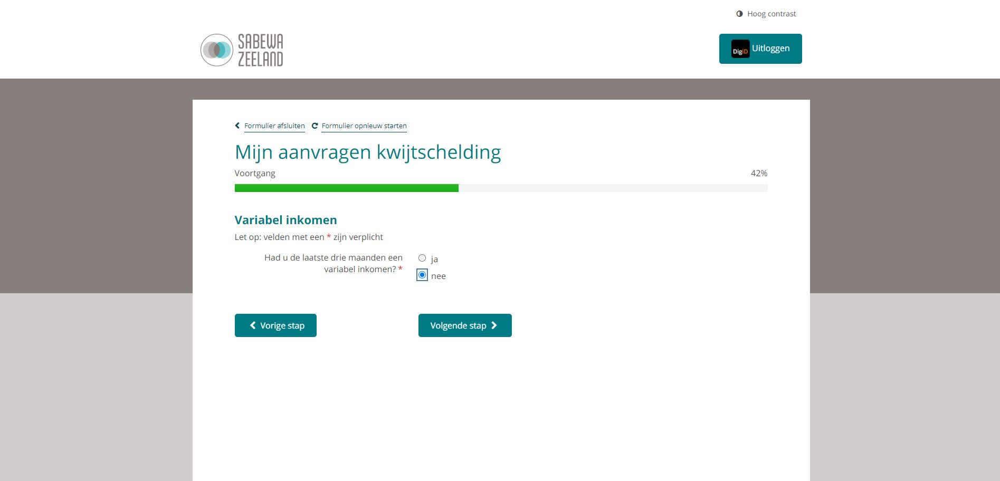 Hoog contrast
SABEWA
ZEELAND
DigiD Uitloggen
Formulier afsluiten Formulier opnieuw starten
Mijn aanvragen kwijtschelding
Voortgang 42%
Variabel inkomen
Let op: velden met een * zijn verplicht
Had u de laatste drie maanden een
variabel inkomen? *
ja
nee
Vorige stap Volgende stap